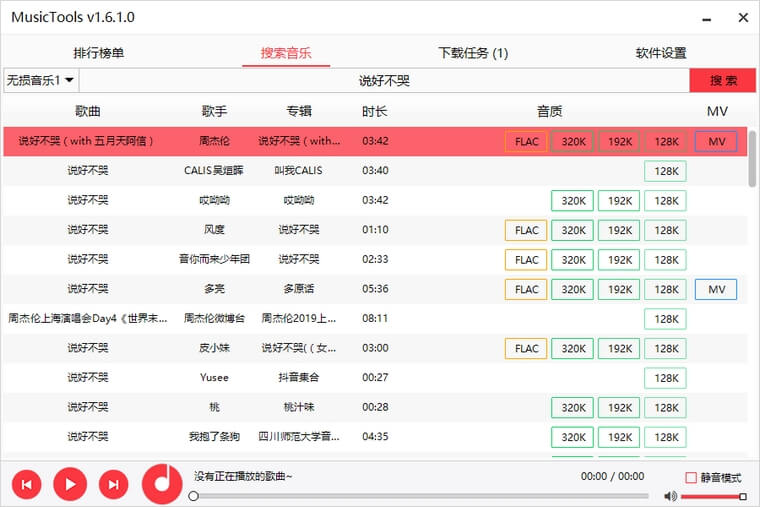 MusicTools v1.6.1.0
排行榜单 搜索音乐 下载任务 (1) 软件设置
无损音乐1 说好不哭 搜 索
歌曲 歌手 专辑 时长 音质 MV
说好不哭 ( with 五月天阿信 ) 周杰伦 说好不哭 ( with... 03:42 FLAC 320K 192K 128K MV
说好不哭 CALIS吴烜晖 叫我CALIS 03:40 128K
说好不哭 哎呦呦 哎呦呦 03:42 320K 192K 128K
说好不哭 风度 说好不哭 01:10 FLAC 320K 192K 128K
说好不哭 音你而来少年团 说好不哭 02:33 FLAC 320K 192K 128K
说好不哭 多亮 多原话 05:36 FLAC 320K 192K 128K MV
周杰伦上海演唱会Day4《世界末... 周杰伦微博台 周杰伦2019上... 08:11 128K
说好不哭 皮小妹 说好不哭(（女... 03:00 FLAC 320K 192K 128K
说好不哭 Yusee 抖音集合 00:27 128K
说好不哭 桃 桃汁味 00:28 320K 192K 128K
说好不哭 我抱了条狗 四川师范大学音... 04:35 320K 192K 128K
没有正在播放的歌曲~ 00:00 / 00:00 静音模式